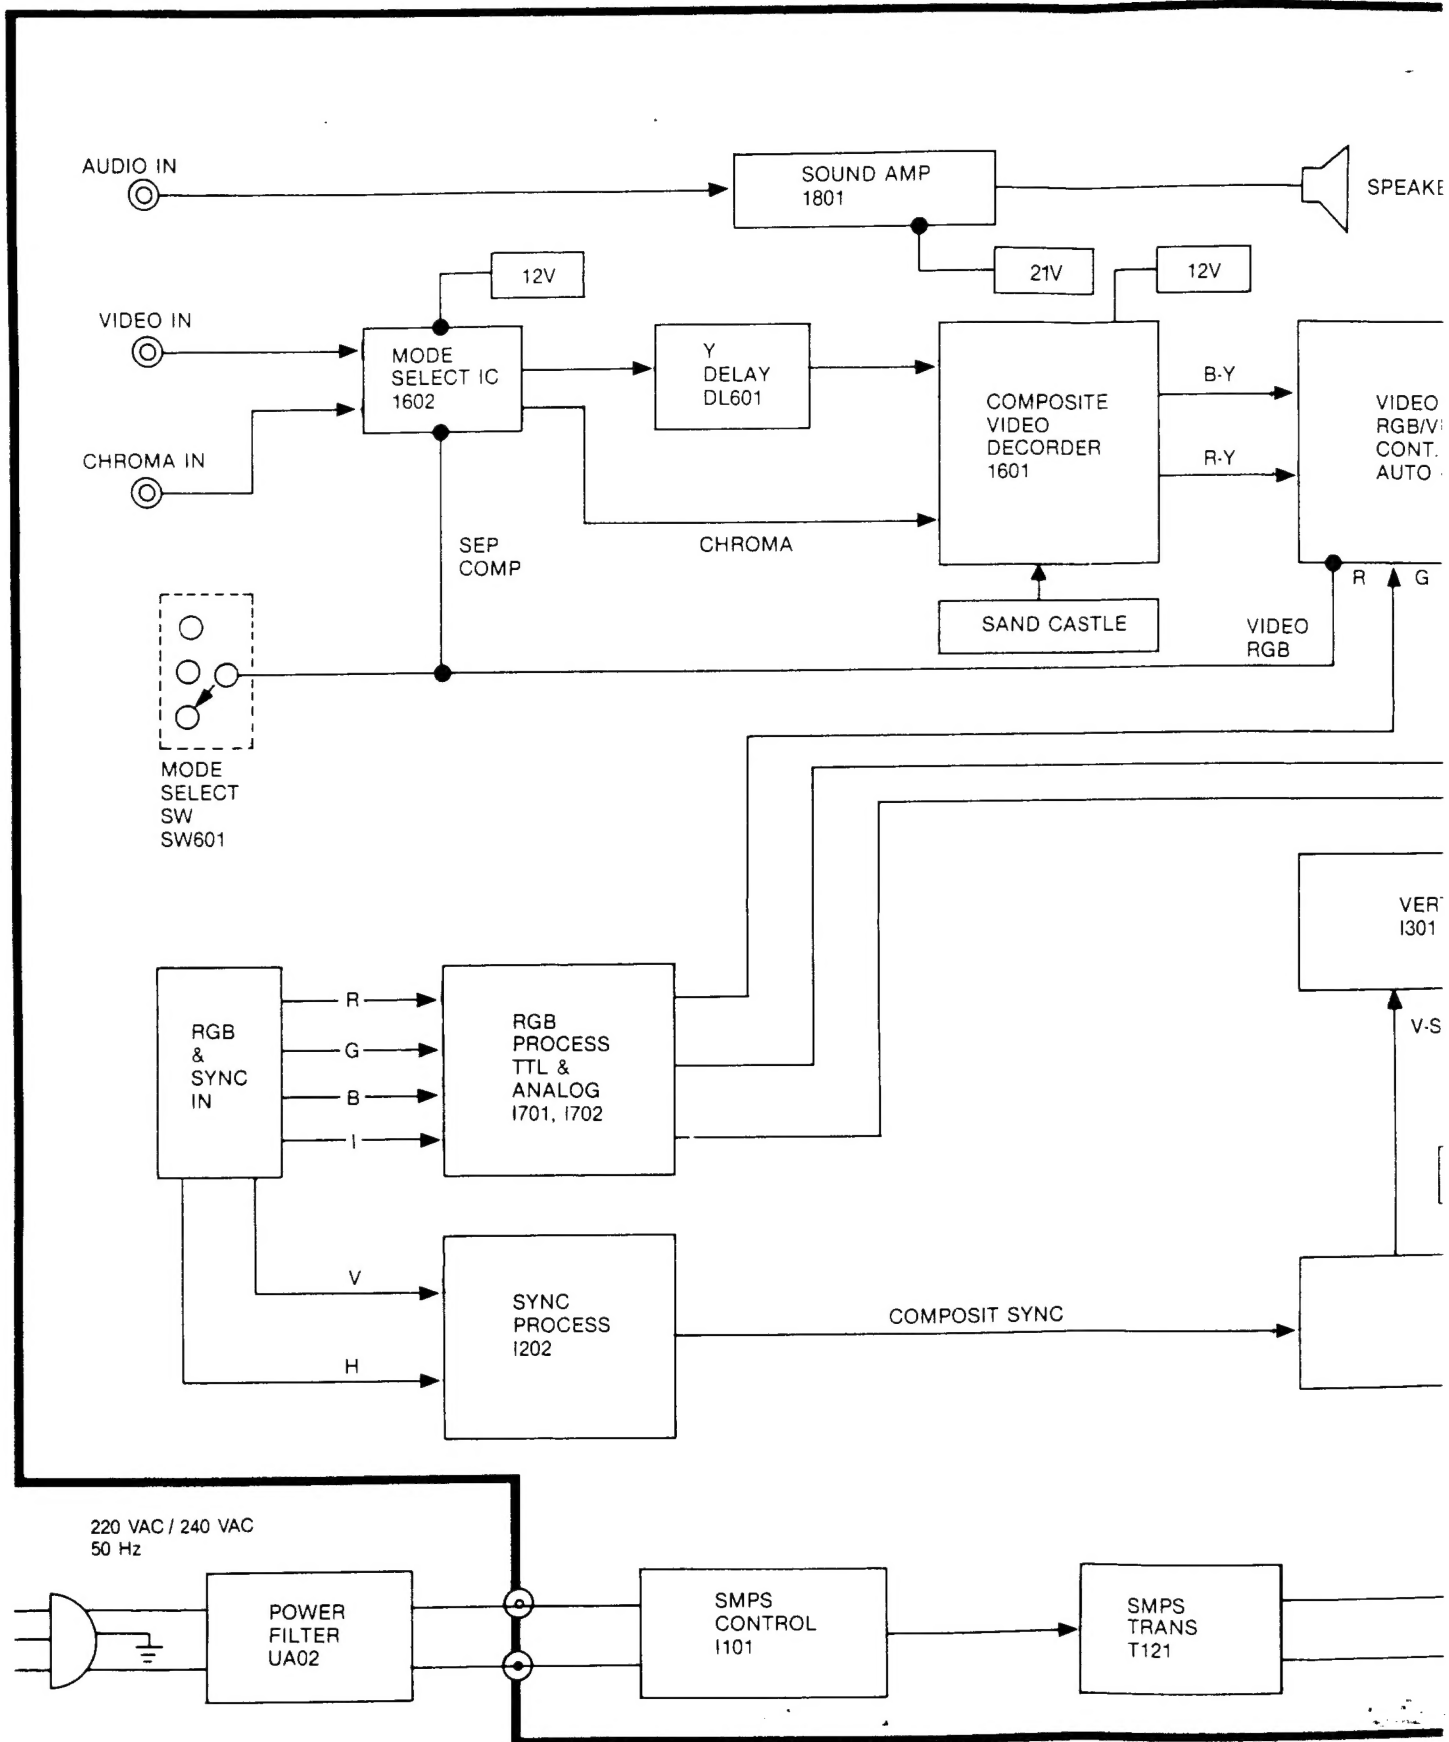 AUDIO IN
SOUND AMP
1801
12V
21V
12V
VIDEO IN
MODE
SELECT IC
1602
Y
DELAY
DL601
COMPOSITE
VIDEO
DECORDER
1601
B-Y
R-Y
VIDEO
CONT.
AUTO
CHROMA IN
SEP
COMP
CHROMA
SAND CASTLE
R
G
VIDEO
RGB
MODE
SELECT
SW
SW601
I301
RGB
&
SYNC
IN
R
G
B
I
RGB
PROCESS
TTL &
ANALOG
I701, I702
V
H
SYNC
PROCESS
I202
COMPOSIT SYNC
220 VAC / 240 VAC
50 Hz
POWER
FILTER
UA02
SMPS
CONTROL
I101
SMPS
TRANS
T121